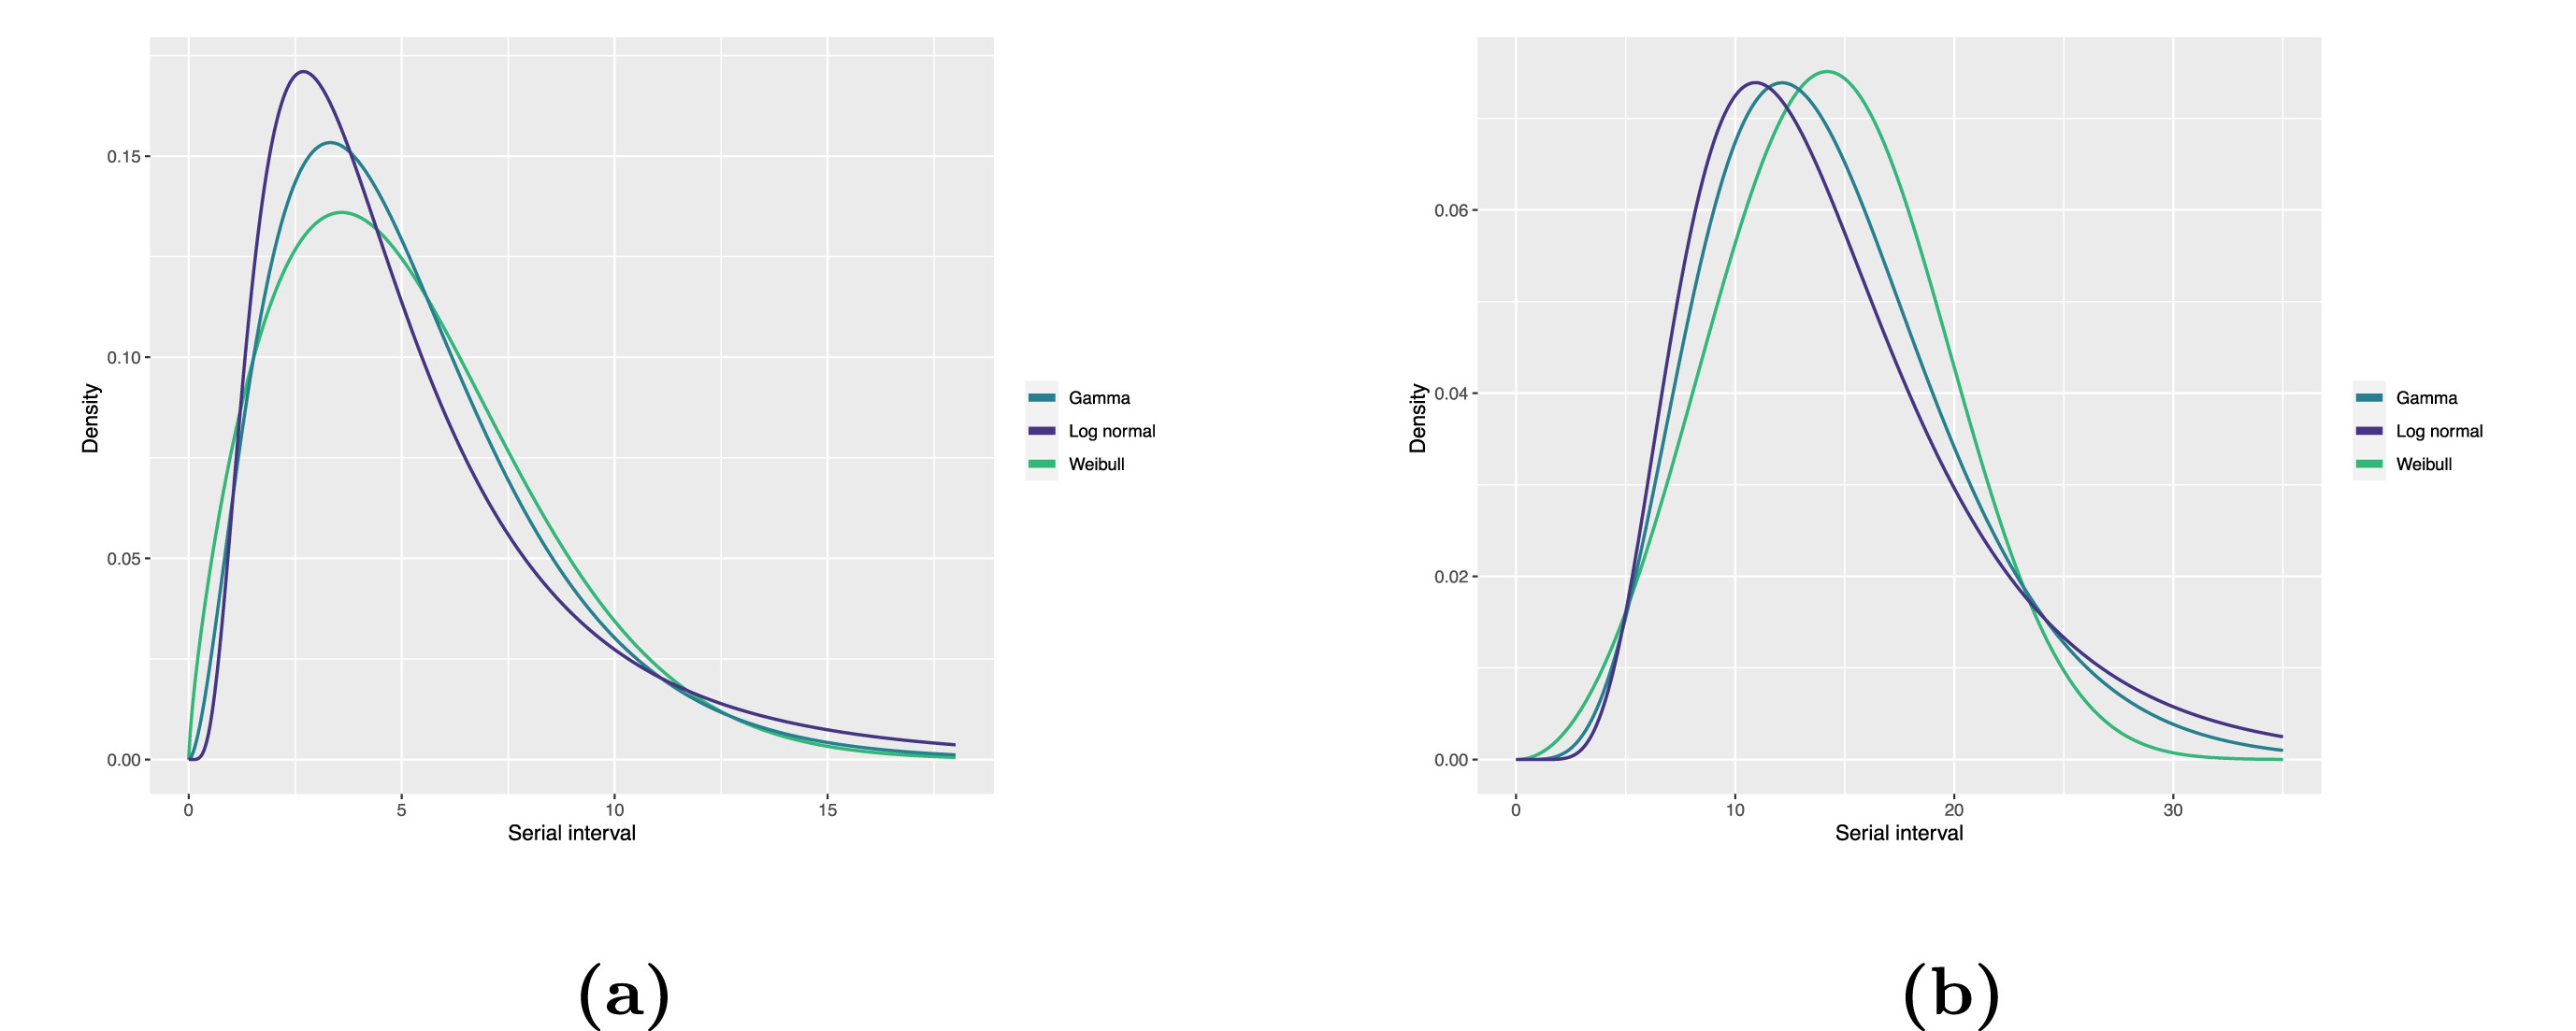 0.15
0.10
0.05
0.00
Density
0 5 10 15
Serial interval
Gamma
Log normal
Weibull
(a)
0.06
0.04
0.02
0.00
Density
0 10 20 30
Serial interval
Gamma
Log normal
Weibull
(b)